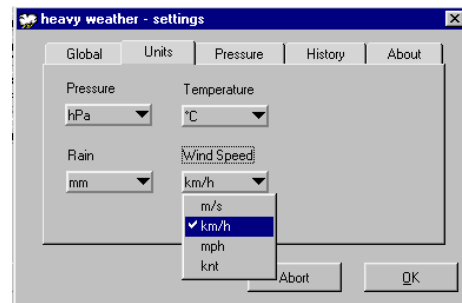 heavy weather - settings
Global Units Pressure History About
Pressure Temperature
hPa °C
Rain Wind Speed
mm km/h
m/s
km/h
mph
knt
Abort OK